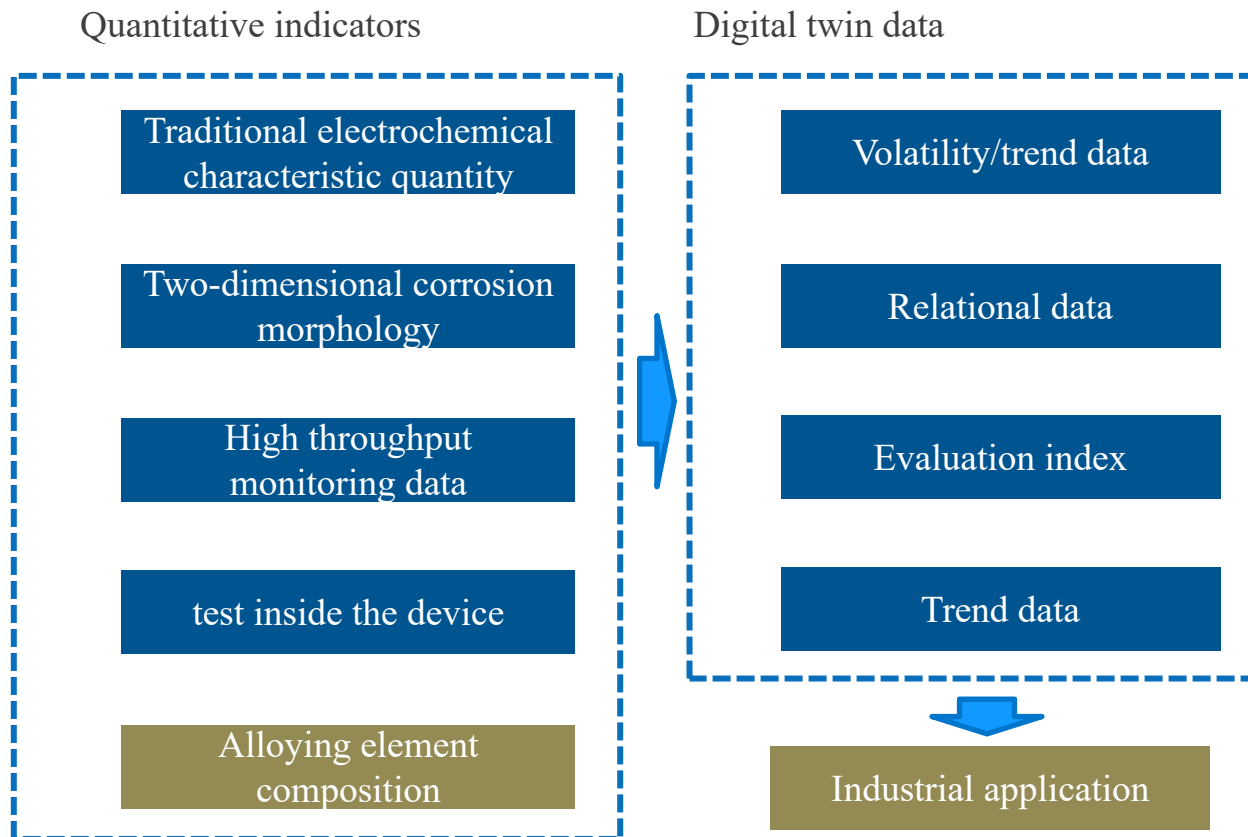 Quantitative indicators
Traditional electrochemical
characteristic quantity
Two-dimensional corrosion
morphology
High throughput
monitoring data
test inside the device
Alloying element
composition
Digital twin data
Volatility/trend data
Relational data
Evaluation index
Trend data
Industrial application